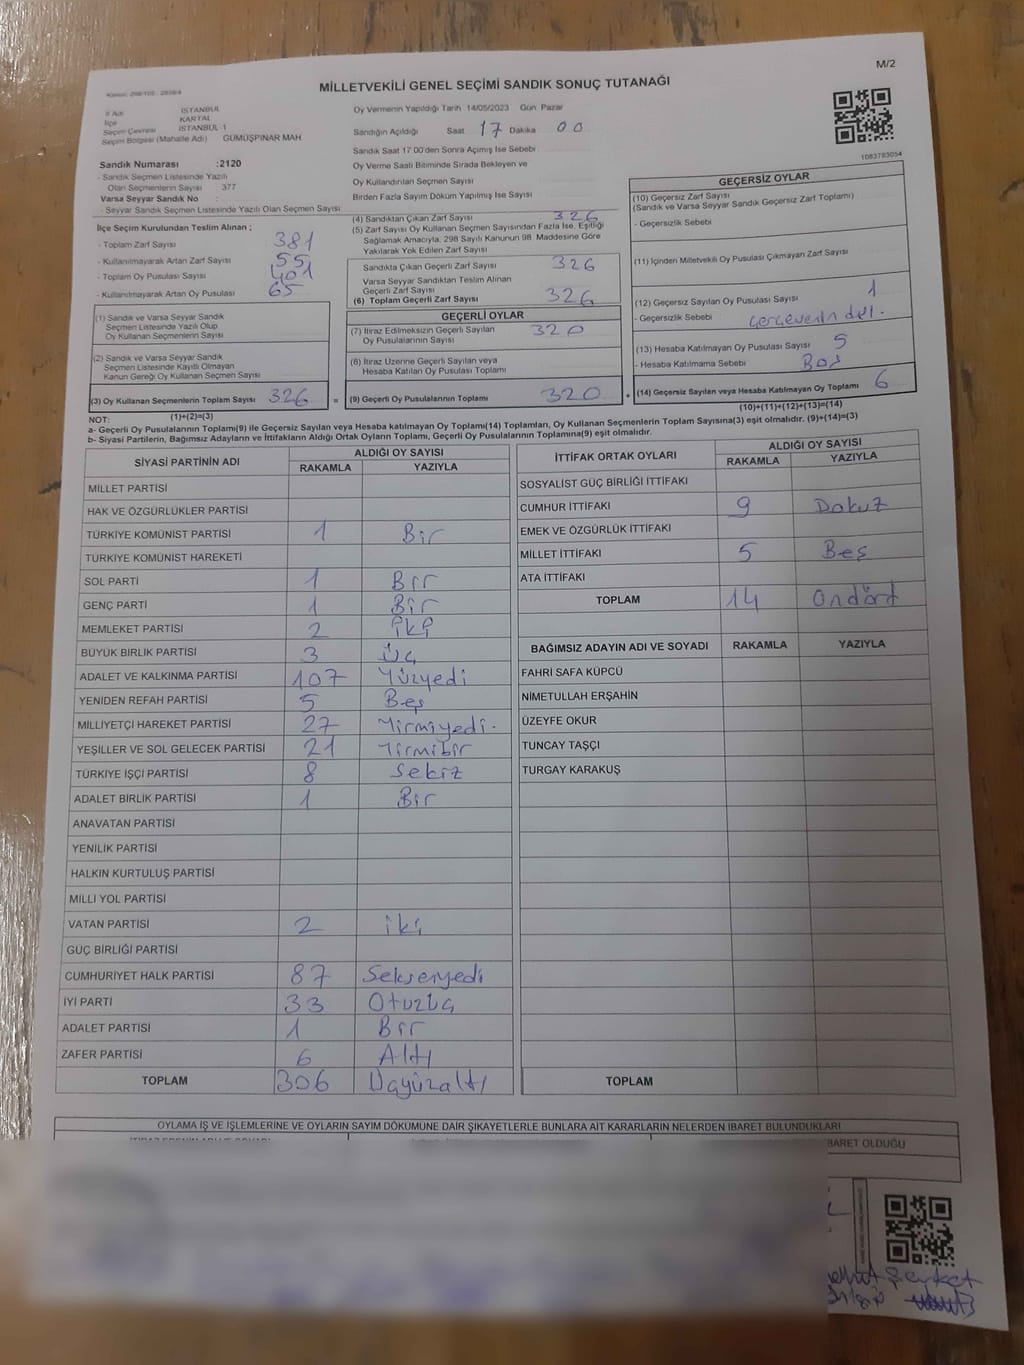 M/2
MİLLETVEKİLİ GENEL SEÇİMİ SANDIK SONUÇ TUTANAĞI
İl Adı İSTANBUL
İlçe KARTAL
Seçim Çevresi İSTANBUL-1
Seçim Bölgesi (Mahalle Adı) GÜMÜŞPINAR MAH
Sandık Numarası :2120
- Sandık Seçmen Listesinde Yazılı
Olan Seçmenlerin Sayısı 377
Varsa Seyyar Sandık No :
- Seyyar Sandık Seçmen Listesinde Yazılı Olan Seçmen Sayısı
İlçe Seçim Kurulundan Teslim Alınan ;
- Toplam Zarf Sayısı 381
- Kullanılmayarak Artan Zarf Sayısı 55
- Toplam Oy Pusulası Sayısı 401
- Kullanılmayarak Artan Oy Pusulası 65
(1) Sandık ve Varsa Seyyar Sandık
Seçmen Listesinde Yazılı Olup
Oy Kullanan Seçmenlerin Sayısı
(2) Sandık ve Varsa Seyyar Sandık
Seçmen Listesinde Kayıtlı Olmayan
Kanun Gereği Oy Kullanan Seçmen Sayısı
(3) Oy Kullanan Seçmenlerin Toplam Sayısı 326
(1)+(2)=(3)
Oy Vermenin Yapıldığı Tarih 14/05/2023 Gün: Pazar
Sandığın Açıldığı Saat 17 Dakika 00
Sandık Saat 17:00'den Sonra Açımış İse Sebebi
Oy Verme Saati Bitiminde Sırada Bekleyen ve
Oy Kullandırılan Seçmen Sayısı
Birden Fazla Sayım Döküm Yapılmış İse Sayısı
(4) Sandıktan Çıkan Zarf Sayısı 326
(5) Zarf Sayısı Oy Kullanan Seçmen Sayısından Fazla İse, Eşitliği
Sağlamak Amacıyla, 298 Sayılı Kanunun 98. Maddesine Göre
Yakılarak Yok Edilen Zarf Sayısı
Sandıkta Çıkan Geçerli Zarf Sayısı 326
Varsa Seyyar Sandıktan Teslim Alınan
Geçerli Zarf Sayısı
(6) Toplam Geçerli Zarf Sayısı 326
GEÇERLİ OYLAR
(7) İtiraz Edilmeksizin Geçerli Sayılan
Oy Pusulalarının Sayısı 320
(8) İtiraz Üzerine Geçerli Sayılan veya
Hesaba Katılan Oy Pusulası Toplamı
= (9) Geçerli Oy Pusulalarının Toplamı 320
1083783054
GEÇERSİZ OYLAR
(10) Geçersiz Zarf Sayısı
(Sandık ve Varsa Seyyar Sandık Geçersiz Zarf Toplamı)
- Geçersiz Sebebi
(11) İçinden Milletvekili Oy Pusulası Çıkmayan Zarf Sayısı
(12) Geçersiz Sayılan Oy Pusulası Sayısı 1
- Geçersizlik Sebebi
(13) Hesaba Katılmayan Oy Pusulası Sayısı 5
- Hesaba Katılmama Sebebi Boş
+ (14) Geçersiz Sayılan veya Hesaba Katılmayan Oy Toplamı 6
(10)+(11)+(12)+(13)=(14)
NOT:
a- Geçerli Oy Pusulalarının Toplamı(9) ile Geçersiz Sayılan veya Hesaba katılmayan Oy Toplamı(14) Toplamları, Oy Kullanan Seçmenlerin Toplam Sayısına(3) eşit olmalıdır. (9)+(14)=(3)
b- Siyasi Partilerin, Bağımsız Adayların ve İttifakların Aldığı Ortak Oyların Toplamı, Geçerli Oy Pusulalarının Toplamına(9) eşit olmalıdır.
SİYASİ PARTİNİN ADI
ALDIĞI OY SAYISI
RAKAMLA YAZIYLA
MİLLET PARTİSİ
HAK VE ÖZGÜRLÜKLER PARTİSİ
TÜRKİYE KOMÜNİST PARTİSİ 1 Bir
TÜRKİYE KOMÜNİST HAREKETİ
SOL PARTİ 1 Bir
GENÇ PARTİ 1 Bir
MEMLEKET PARTİSİ 2 İki
BÜYÜK BİRLİK PARTİSİ 3 Üç
ADALET VE KALKINMA PARTİSİ 107 Yüzyedi
YENİDEN REFAH PARTİSİ 5 Beş
MİLLİYETÇİ HAREKET PARTİSİ 27 Yirmiyedi.
YEŞİLLER VE SOL GELECEK PARTİSİ 21 Yirmibir
TÜRKİYE İŞÇİ PARTİSİ 8 Sekiz
ADALET BİRLİK PARTİSİ 1 Bir
ANAVATAN PARTİSİ
YENİLİK PARTİSİ
HALKIN KURTULUŞ PARTİSİ
MİLLİ YOL PARTİSİ
VATAN PARTİSİ 2 iki
GÜÇ BİRLİĞİ PARTİSİ
CUMHURİYET HALK PARTİSİ 87 Seksenyedi
İYİ PARTİ 33 Otuzüç
ADALET PARTİSİ 1 Bir
ZAFER PARTİSİ 6 Altı
TOPLAM 306 Üçyüzaltı
İTTİFAK ORTAK OYLARI
ALDIĞI OY SAYISI
RAKAMLA YAZIYLA
SOSYALİST GÜÇ BİRLİĞİ İTTİFAKI
CUMHUR İTTİFAKI 9 Dokuz
EMEK VE ÖZGÜRLÜK İTTİFAKI
MİLLET İTTİFAKI 5 Beş
ATA İTTİFAKI
TOPLAM 14 Ondört
BAĞIMSIZ ADAYIN ADI VE SOYADI RAKAMLA YAZIYLA
FAHRİ SAFA KÜPCÜ
NİMETULLAH ERŞAHİN
ÜZEYFE OKUR
TUNCAY TAŞÇI
TURGAY KARAKUŞ
TOPLAM
OYLAMA İŞ VE İŞLEMLERİNE VE OYLARIN SAYIM DÖKÜMÜNE DAİR ŞİKAYETLERLE BUNLARA AİT KARARLARIN NELERDEN İBARET BULUNDUKLARI
İBARET OLDUĞU
Şevket